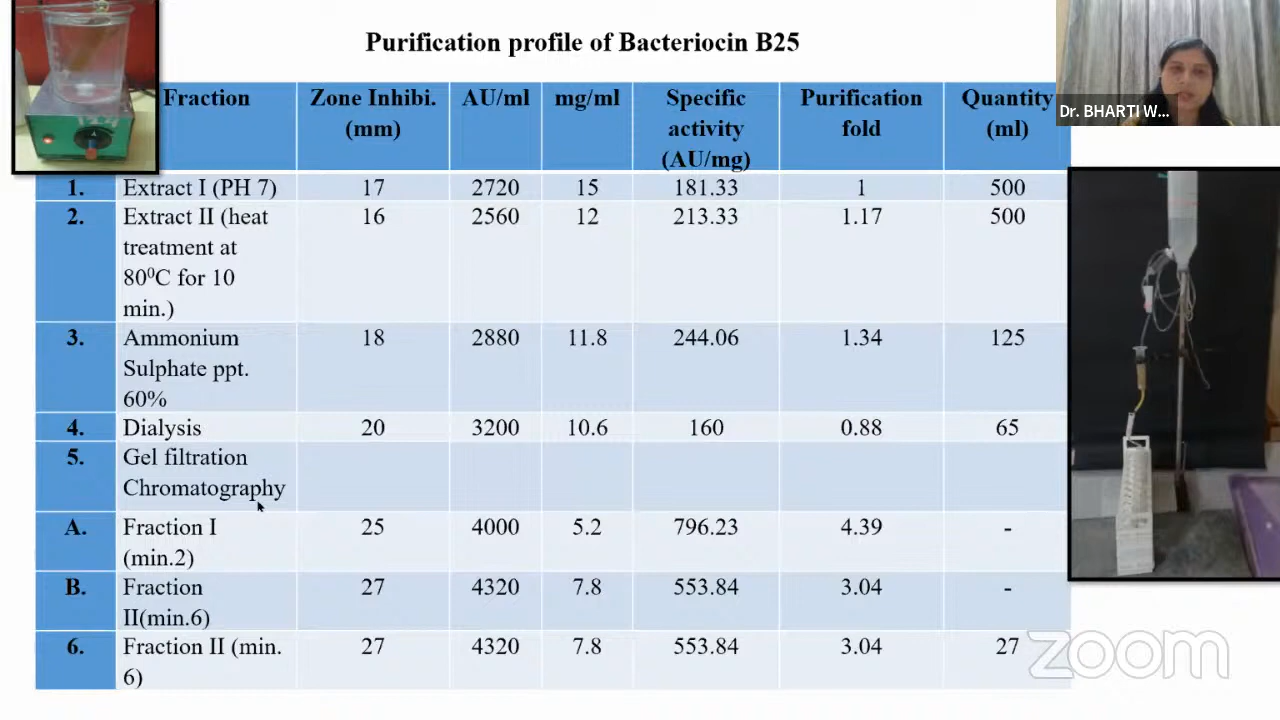 Purification profile of Bacteriocin B25
Fraction Zone Inhibi. AU/ml mg/ml Specific Purification Quantity
(mm) activity fold (ml)
(AU/mg)
Dr. BHARTI W...
1. Extract I (PH 7) 17 2720 15 181.33 1 500
2. Extract II (heat 16 2560 12 213.33 1.17 500
treatment at
80⁰C for 10
min.)
3. Ammonium 18 2880 11.8 244.06 1.34 125
Sulphate ppt.
60%
4. Dialysis 20 3200 10.6 160 0.88 65
5. Gel filtration
Chromatography
A. Fraction I 25 4000 5.2 796.23 4.39 -
(min.2)
B. Fraction 27 4320 7.8 553.84 3.04 -
II(min.6)
6. Fraction II (min. 27 4320 7.8 553.84 3.04 27
6)
zoom